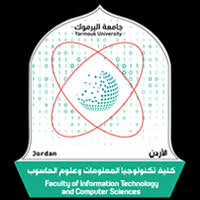 جامعة اليرموك
Yarmouk University
Jordan الأردن
كلية تكنولوجيا المعلومات وعلوم الحاسوب
Faculty of Information Technology
and Computer Sciences